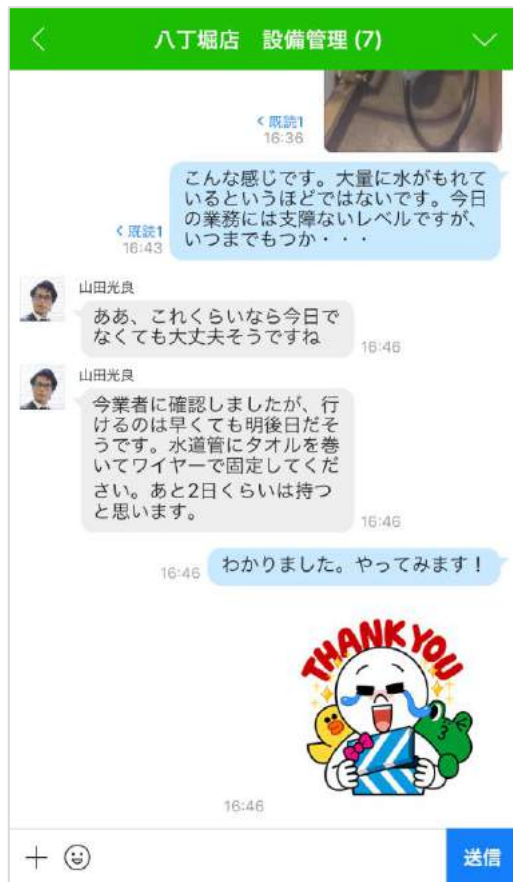 八丁堀店　設備管理 (7)
< 既読1
16:36
こんな感じです。大量に水がもれて
いるというほどではないです。今日
の業務には支障ないレベルですが、
いつまでもつか・・・
< 既読1
16:43
山田光良
ああ、これくらいなら今日で
なくても大丈夫そうですね
16:46
山田光良
今業者に確認しましたが、行
けるのは早くても明後日だそ
うです。水道管にタオルを巻
いてワイヤーで固定してくだ
さい。あと2日くらいは持つ
と思います。
16:46
わかりました。やってみます！
16:46
THANK YOU
16:46
送信